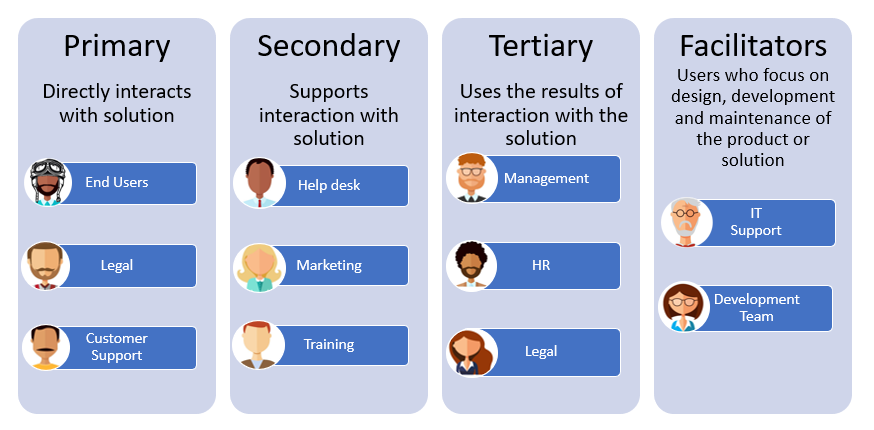 Primary
Directly interacts
with solution
End Users
Legal
Customer
Support
Secondary
Supports
interaction with
solution
Help desk
Marketing
Training
Tertiary
Uses the results of
interaction with the
solution
Management
HR
Legal
Facilitators
Users who focus on
design, development
and maintenance of
the product or
solution
IT
Support
Development
Team